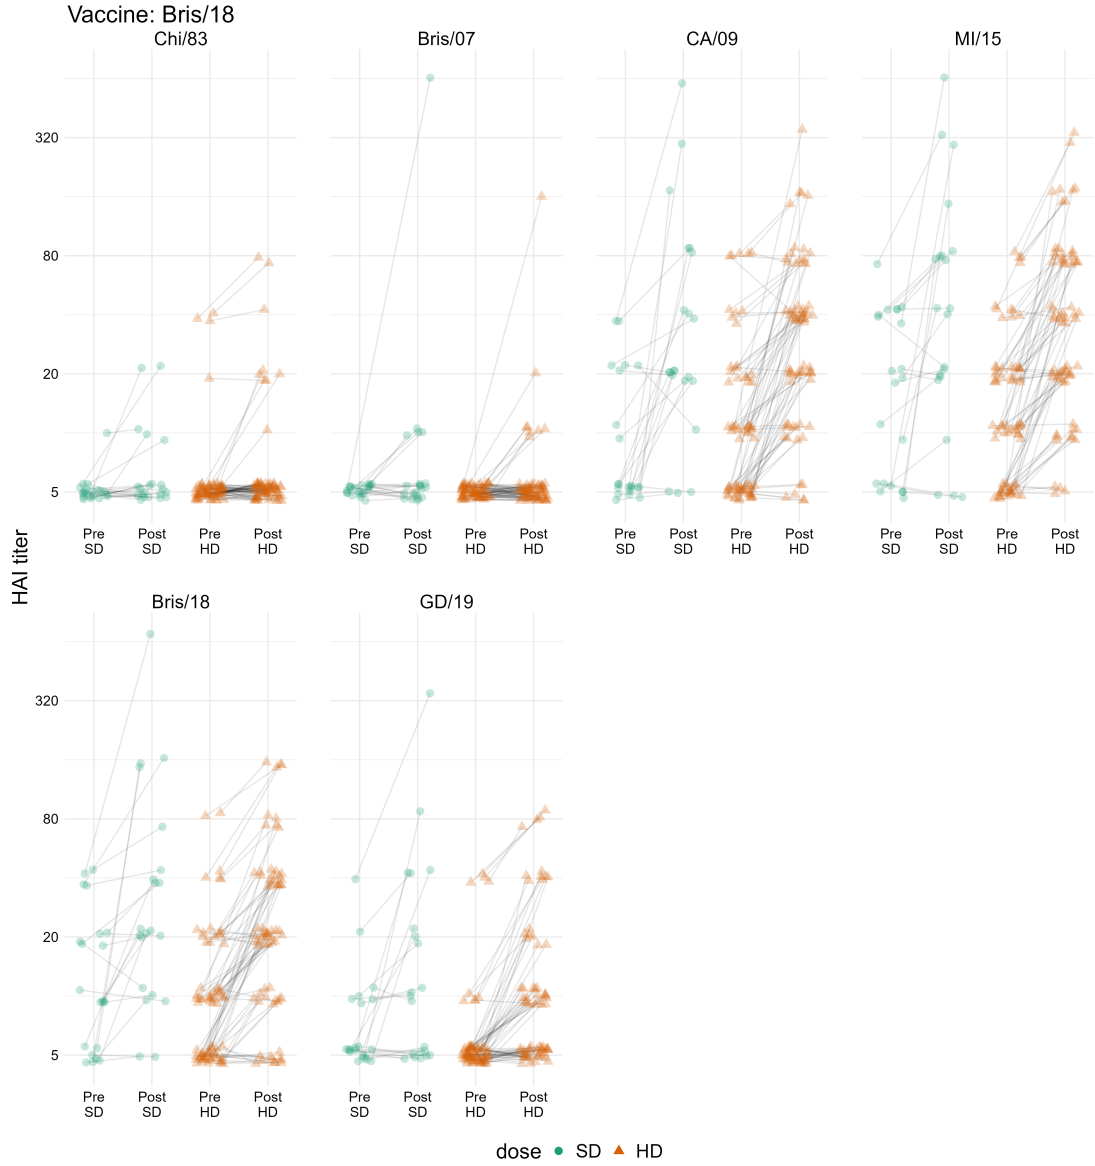 Vaccine: Bris/18
Chi/83 Bris/07 CA/09 MI/15
320
80
20
5
Pre Post Pre Post Pre Post Pre Post Pre Post Pre Post Pre Post Pre Post
SD SD HD HD SD SD HD HD SD SD HD HD SD SD HD HD
HAI titer
Bris/18 GD/19
320
80
20
5
Pre Post Pre Post Pre Post Pre Post
SD SD HD HD SD SD HD HD
dose SD HD